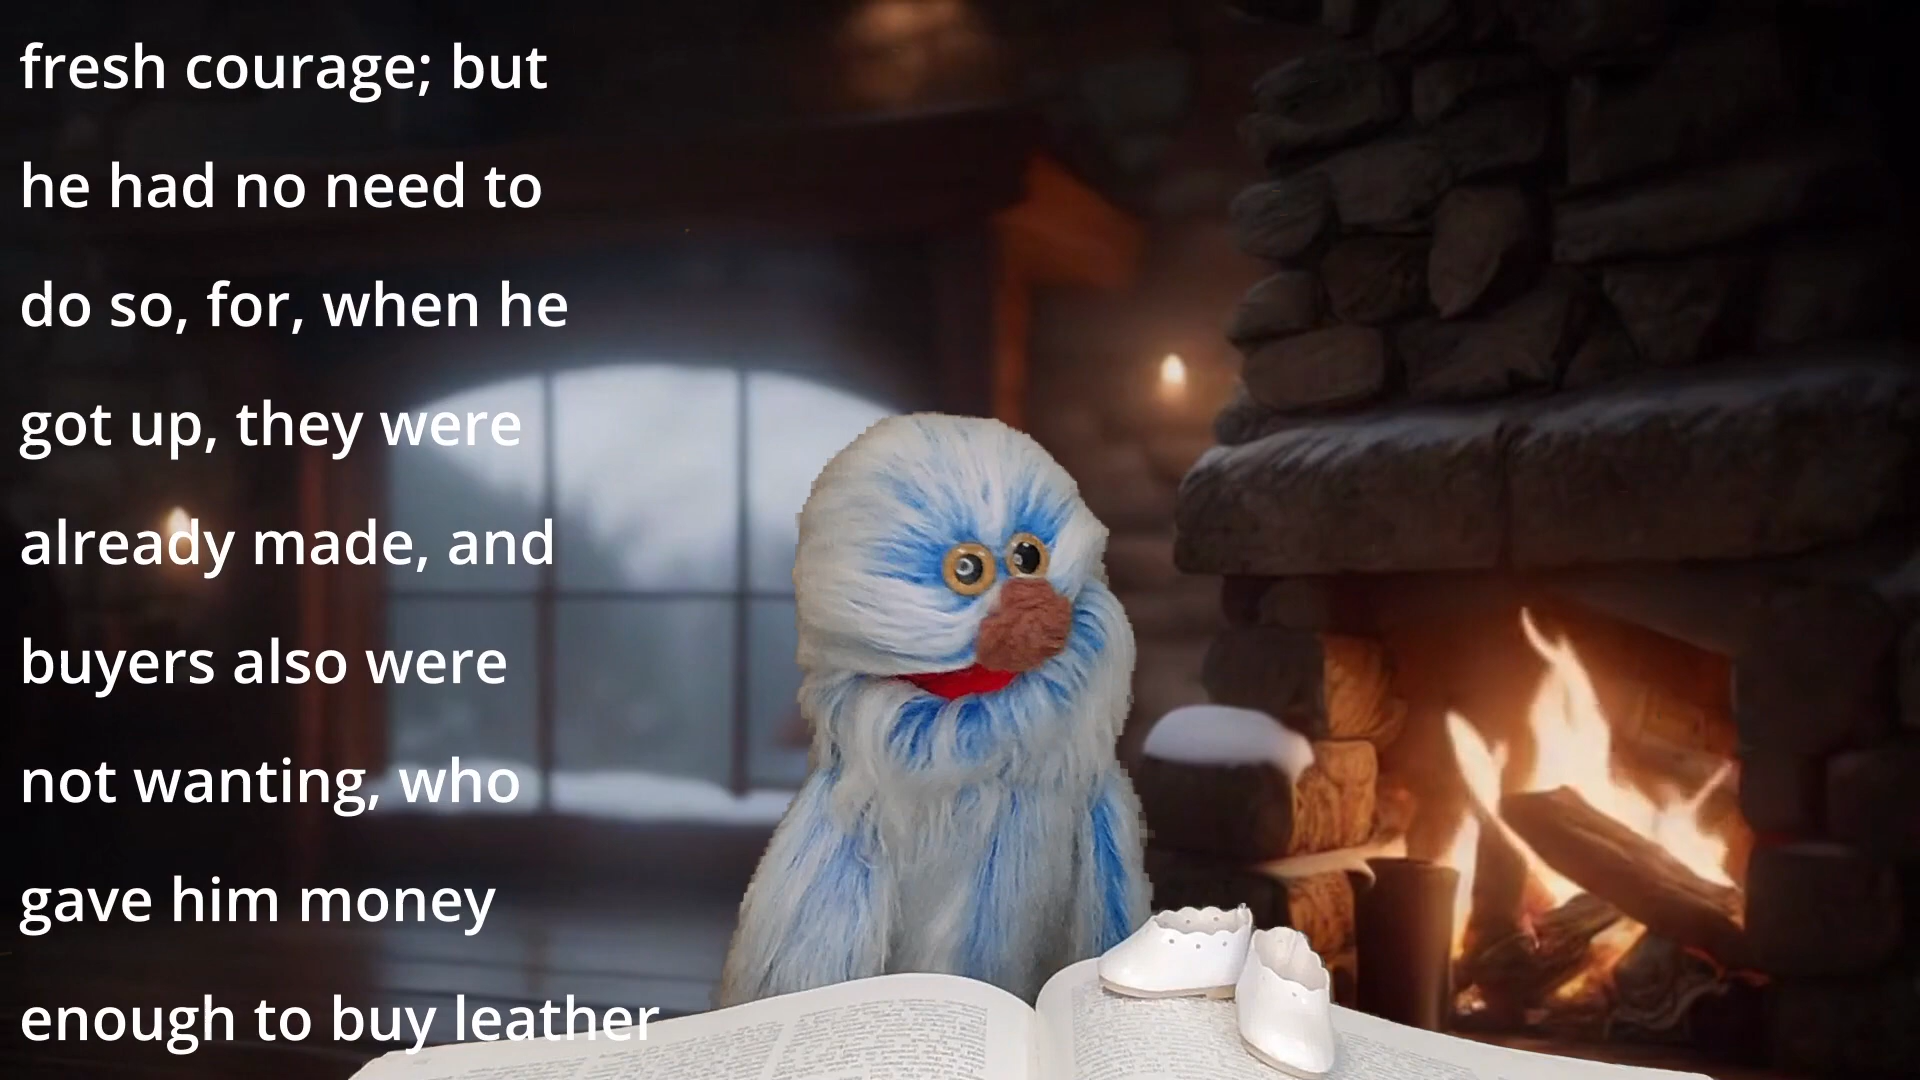 fresh courage; but
he had no need to
do so, for, when he
got up, they were
already made, and
buyers also were
not wanting, who
gave him money
enough to buy leather